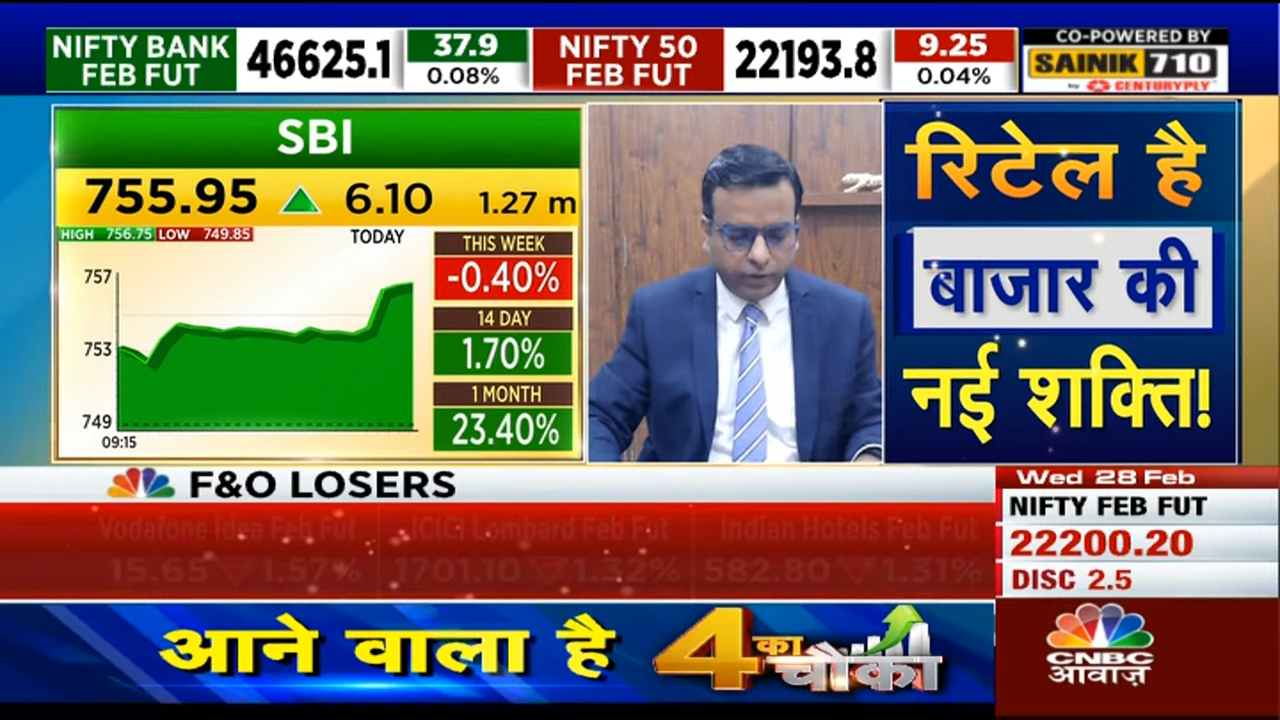 NIFTY BANK
FEB FUT
46625.1
37.9
0.08%
NIFTY 50
FEB FUT
22193.8
9.25
0.04%
CO-POWERED BY
SAINIK 710
by CENTURYPLY
SBI
755.95 ▲ 6.10 1.27 m
HIGH 756.75 LOW 749.85
TODAY
757
753
749
09:15
THIS WEEK
-0.40%
14 DAY
1.70%
1 MONTH
23.40%
रिटेल है
बाजार की
नई शक्ति!
F&O LOSERS
Vodafone Idea Feb Fut
15.65 ▼ 1.57%
ICICI Lombard Feb Fut
1701.10 ▼ 1.32%
Indian Hotels Feb Fut
582.80 ▼ 1.31%
Wed 28 Feb
NIFTY FEB FUT
22200.20
DISC 2.5
आने वाला है
4 का
चौका
CNBC
आवाज़